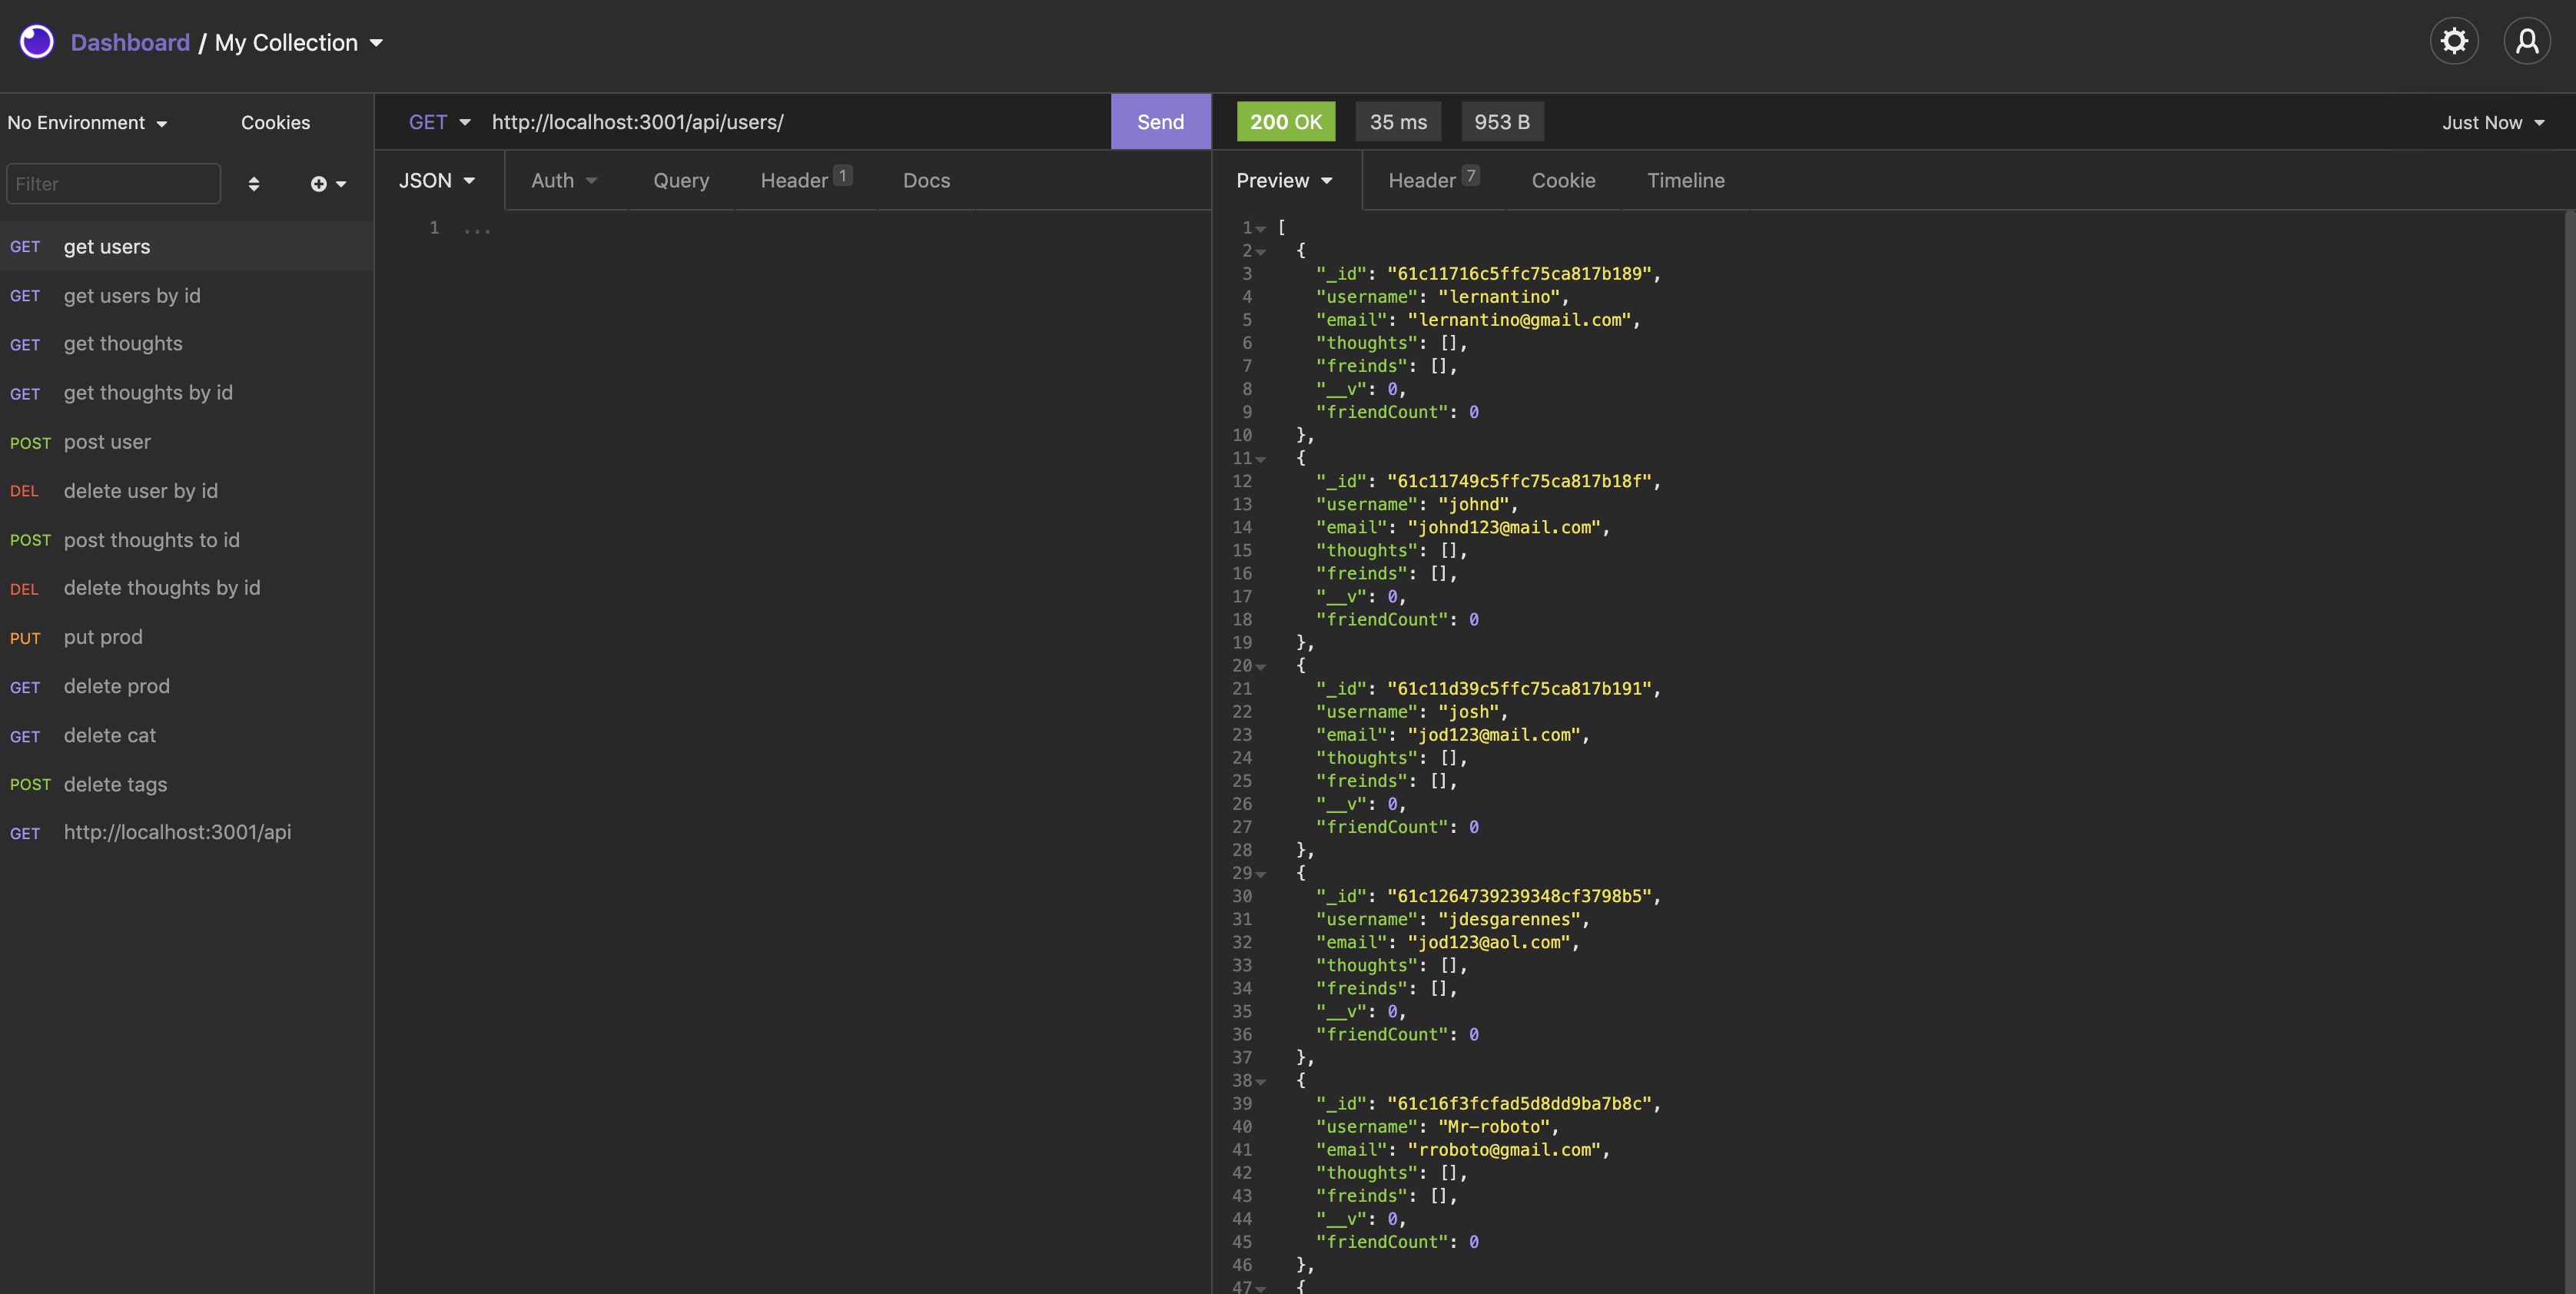 Dashboard / My Collection
No Environment Cookies
Filter
GET get users
GET get users by id
GET get thoughts
GET get thoughts by id
POST post user
DEL delete user by id
POST post thoughts to id
DEL delete thoughts by id
PUT put prod
GET delete prod
GET delete cat
POST delete tags
GET http://localhost:3001/api
GET http://localhost:3001/api/users/ Send
JSON Auth Query Header 1 Docs
1 ...
200 OK 35 ms 953 B Just Now
Preview Header 7 Cookie Timeline
1 [
2 {
3 "_id": "61c11716c5ffc75ca817b189",
4 "username": "lernantino",
5 "email": "lernantino@gmail.com",
6 "thoughts": [],
7 "freinds": [],
8 "__v": 0,
9 "friendCount": 0
10 },
11 {
12 "_id": "61c11749c5ffc75ca817b18f",
13 "username": "johnd",
14 "email": "johnd123@mail.com",
15 "thoughts": [],
16 "freinds": [],
17 "__v": 0,
18 "friendCount": 0
19 },
20 {
21 "_id": "61c11d39c5ffc75ca817b191",
22 "username": "josh",
23 "email": "jod123@mail.com",
24 "thoughts": [],
25 "freinds": [],
26 "__v": 0,
27 "friendCount": 0
28 },
29 {
30 "_id": "61c1264739239348cf3798b5",
31 "username": "jdesgarennes",
32 "email": "jod123@aol.com",
33 "thoughts": [],
34 "freinds": [],
35 "__v": 0,
36 "friendCount": 0
37 },
38 {
39 "_id": "61c16f3fcfad5d8dd9ba7b8c",
40 "username": "Mr-roboto",
41 "email": "rroboto@gmail.com",
42 "thoughts": [],
43 "freinds": [],
44 "__v": 0,
45 "friendCount": 0
46 },
47 {